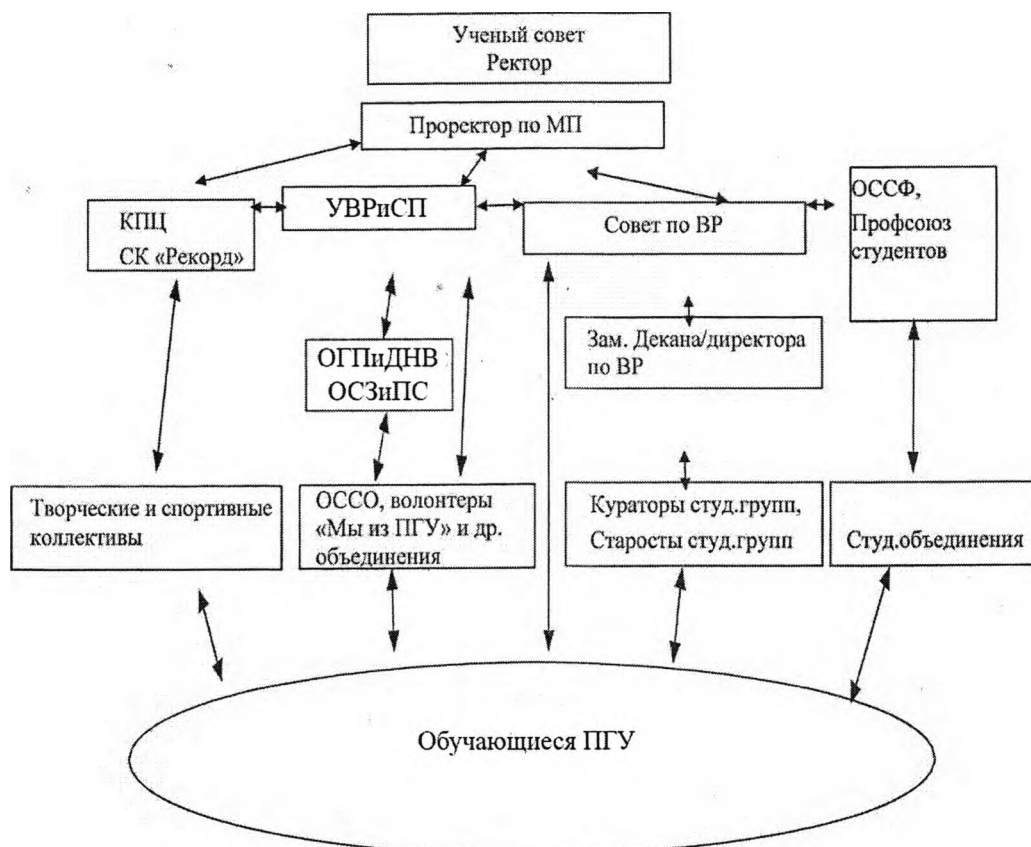 Ученый совет
Ректор
Проректор по МП
КПЦ
СК «Рекорд»
УВРиСП
Совет по ВР
ОССФ,
Профсоюз
студентов
ОГПиДНВ
ОСЗиПС
Зам. Декана/директора
по ВР
Творческие и спортивные
коллективы
ОССО, волонтеры
«Мы из ПГУ» и др.
объединения
Кураторы студ.групп,
Старосты студ.групп
Студ.объединения
Обучающиеся ПГУ